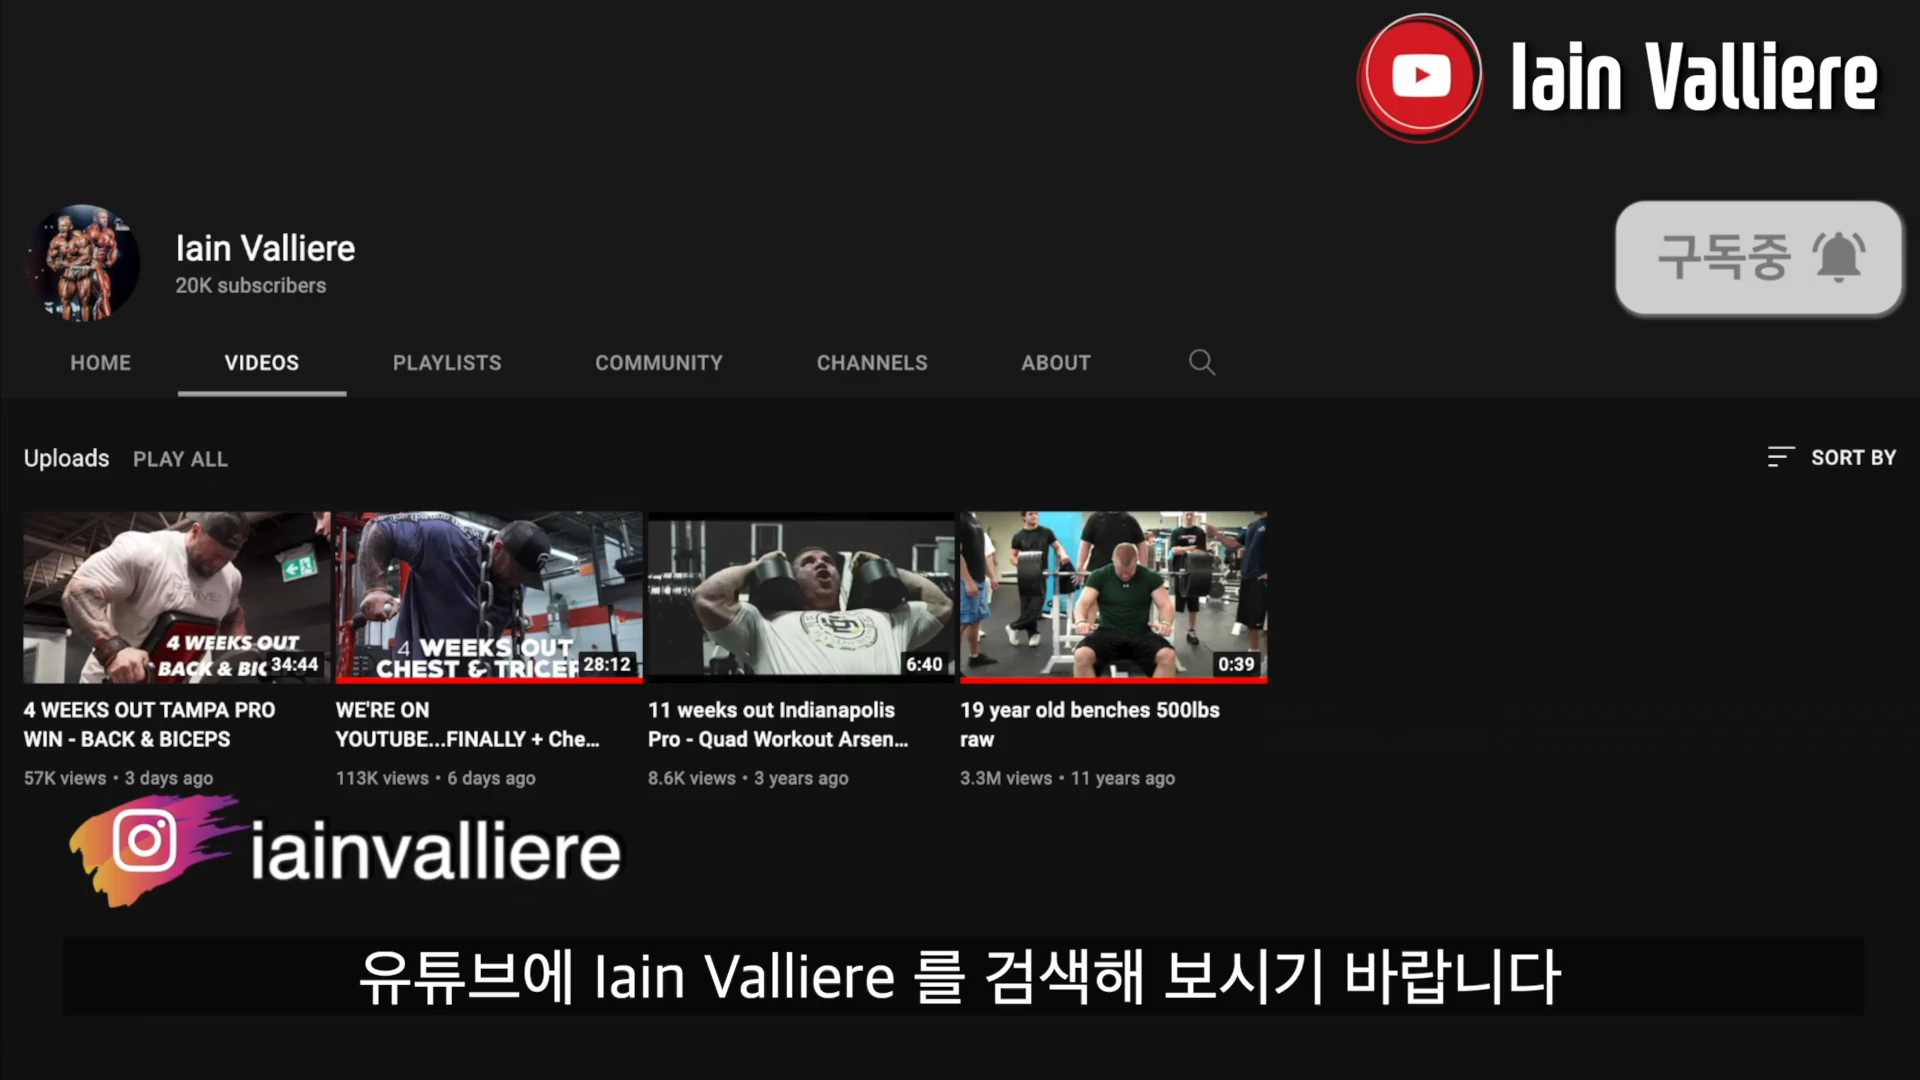 Iain Valliere
Iain Valliere
20K subscribers
구독중
HOME VIDEOS PLAYLISTS COMMUNITY CHANNELS ABOUT
Uploads PLAY ALL
SORT BY
4 WEEKS OUT
BACK & BIC
34:44
4 WEEKS OUT
CHEST & TRICEP
28:12
6:40
0:39
4 WEEKS OUT TAMPA PRO
WIN - BACK & BICEPS
57K views • 3 days ago
WE'RE ON
YOUTUBE...FINALLY + Che...
113K views • 6 days ago
11 weeks out Indianapolis
Pro - Quad Workout Arsen...
8.6K views • 3 years ago
19 year old benches 500lbs
raw
3.3M views • 11 years ago
iainvalliere
유튜브에 Iain Valliere 를 검색해 보시기 바랍니다